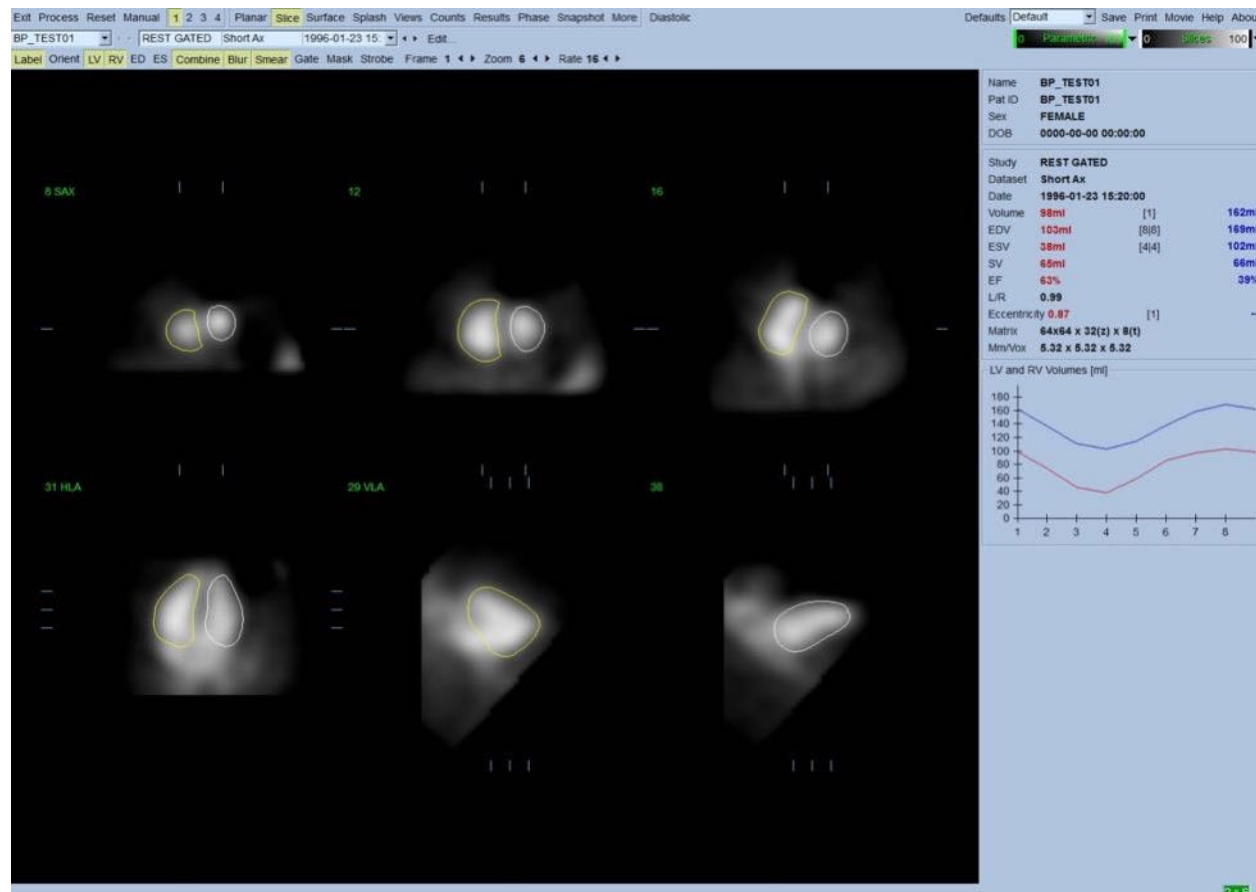 Exit Process Reset Manual 1 2 3 4 Planar Slice Surface Splash Views Counts Results Phase Snapshot More Diastolic Defaults Default Save Print Movie Help Abou
BP_TEST01 REST GATED Short Ax 1996-01-23 15: Edit... 0 Parametric 100 0 Slices 100
Label Orient LV RV ED ES Combine Blur Smear Gate Mask Strobe Frame 1 Zoom 6 Rate 16
Name BP_TEST01
Pat ID BP_TEST01
Sex FEMALE
DOB 0000-00-00 00:00:00
Study REST GATED
Dataset Short Ax
Date 1996-01-23 15:20:00
Volume 98ml [1] 162m
EDV 103ml [8|8] 169m
ESV 38ml [4|4] 102m
SV 65ml 66m
EF 63% 39%
L/R 0.99
Eccentricity 0.87 [1] --
Matrix 64x64 x 32(z) x 8(t)
Mm/Vox 5.32 x 5.32 x 5.32
LV and RV Volumes [ml]
180
160
140
120
100
80
60
40
20
0
1 2 3 4 5 6 7 8
8 SAX 12 16
31 HLA 29 VLA 38